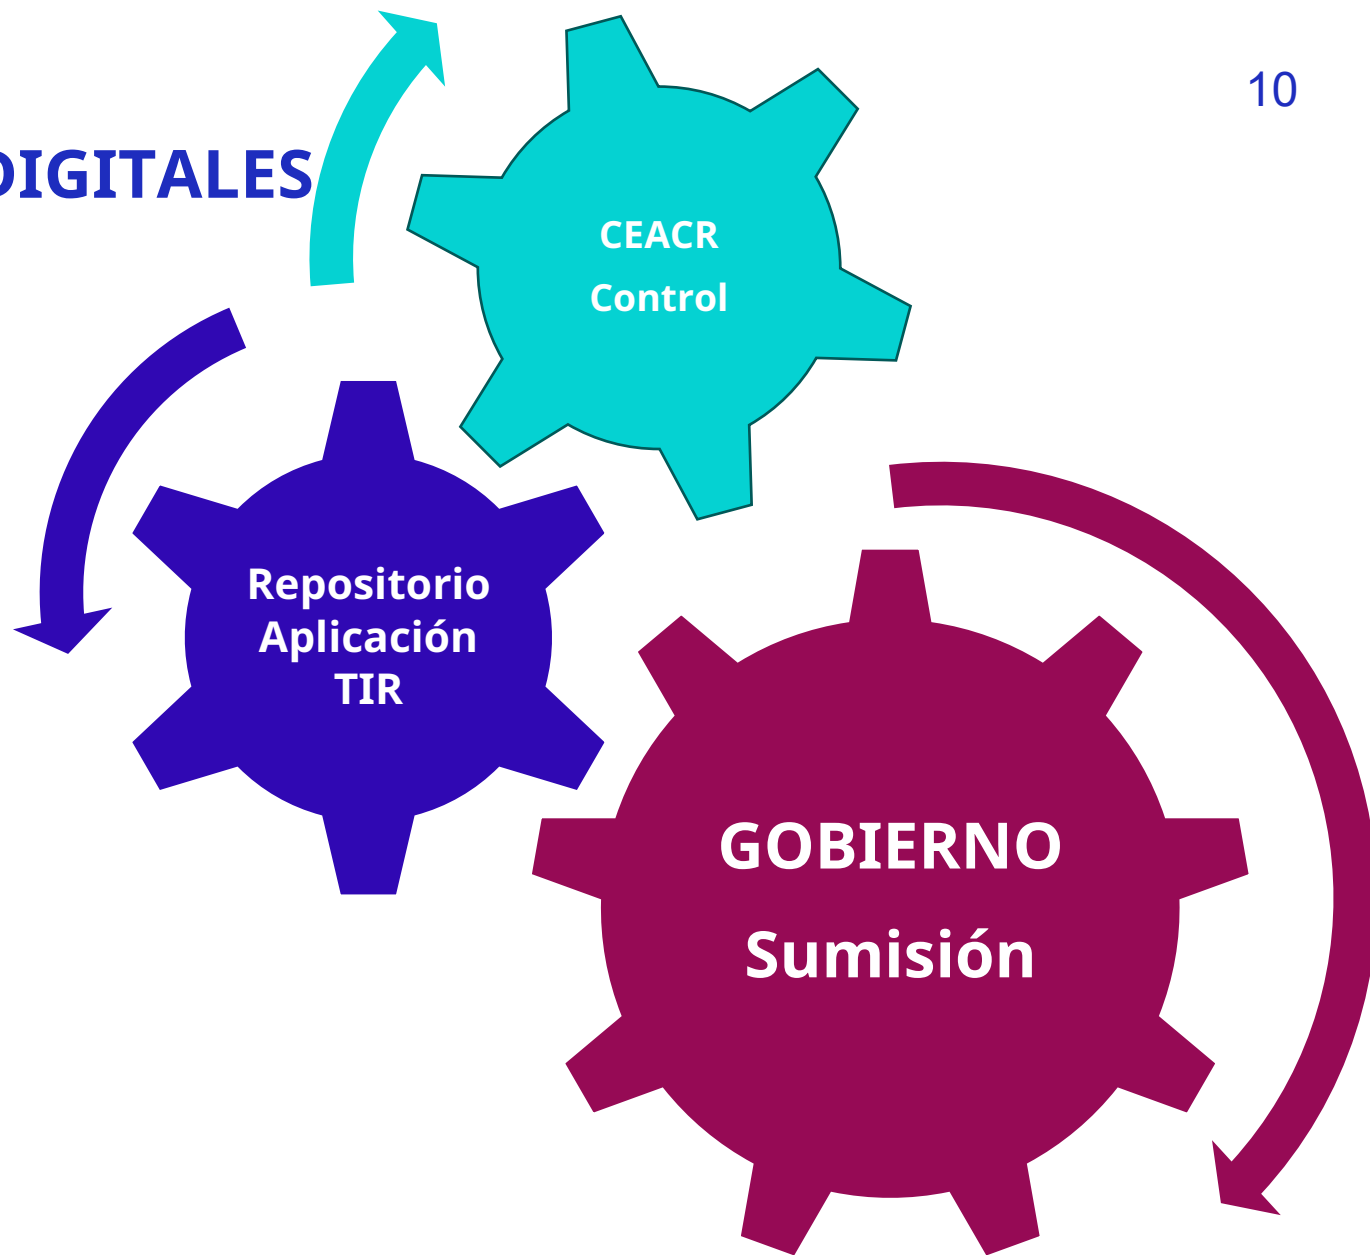 10
DIGITALES
CEACR
Control
Repositorio
Aplicación
TIR
GOBIERNO
Sumisión